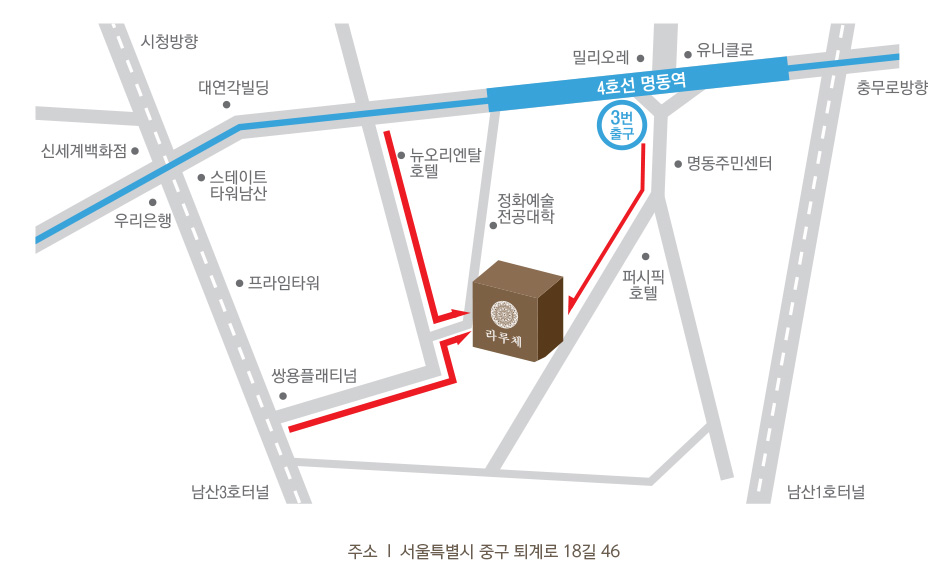 시청방향
밀리오레
유니클로
대연각빌딩
4호선 명동역
충무로방향
3번
출구
신세계백화점
뉴오리엔탈
호텔
명동주민센터
스테이트
타워남산
우리은행
정화예술
전공대학
퍼시픽
호텔
프라임타워
라무체
쌍용플래티넘
남산3호터널
남산1호터널
주소 ㅣ 서울특별시 중구 퇴계로 18길 46